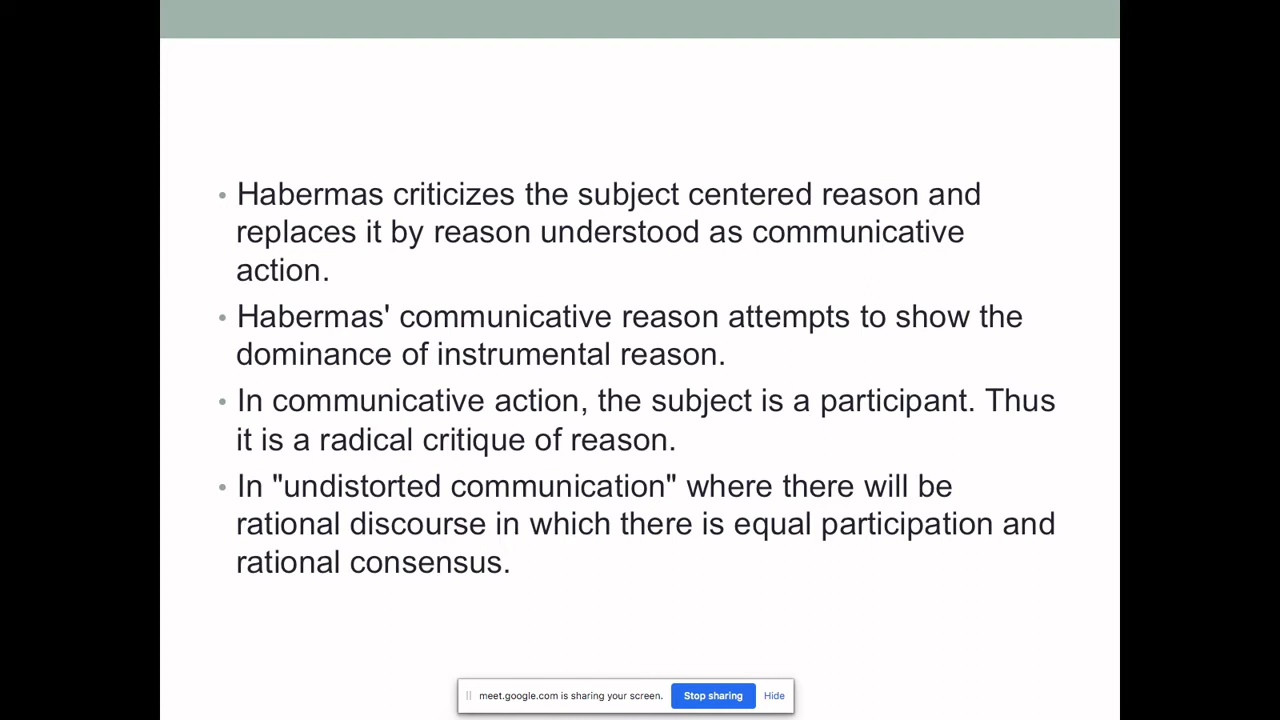 • Habermas criticizes the subject centered reason and
replaces it by reason understood as communicative
action.
• Habermas' communicative reason attempts to show the
dominance of instrumental reason.
• In communicative action, the subject is a participant. Thus
it is a radical critique of reason.
• In "undistorted communication" where there will be
rational discourse in which there is equal participation and
rational consensus.
meet.google.com is sharing your screen. Stop sharing Hide